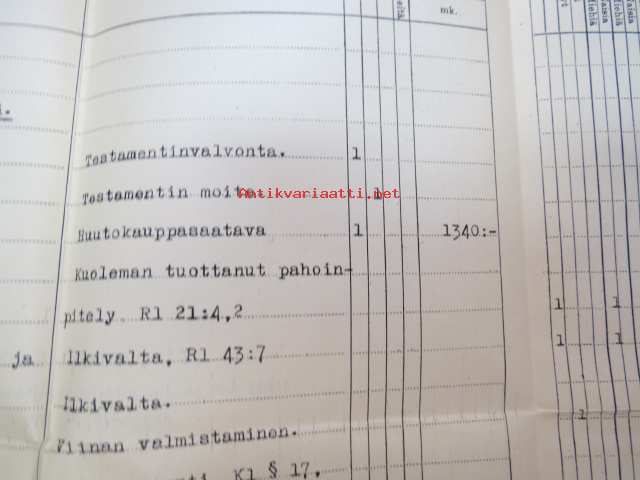 mk.
Testamentinvalvonta. 1
Testamentin moite.
Antikvariaatti.net
Huutokauppasaatava 1 1340:-
Kuoleman tuottanut pahoin-
pitely. Rl 21:4,2 1 1
ja Ilkivalta, Rl 43:7 1 1
Ilkivalta.
Viinan valmistaminen. 1
Kl § 17.